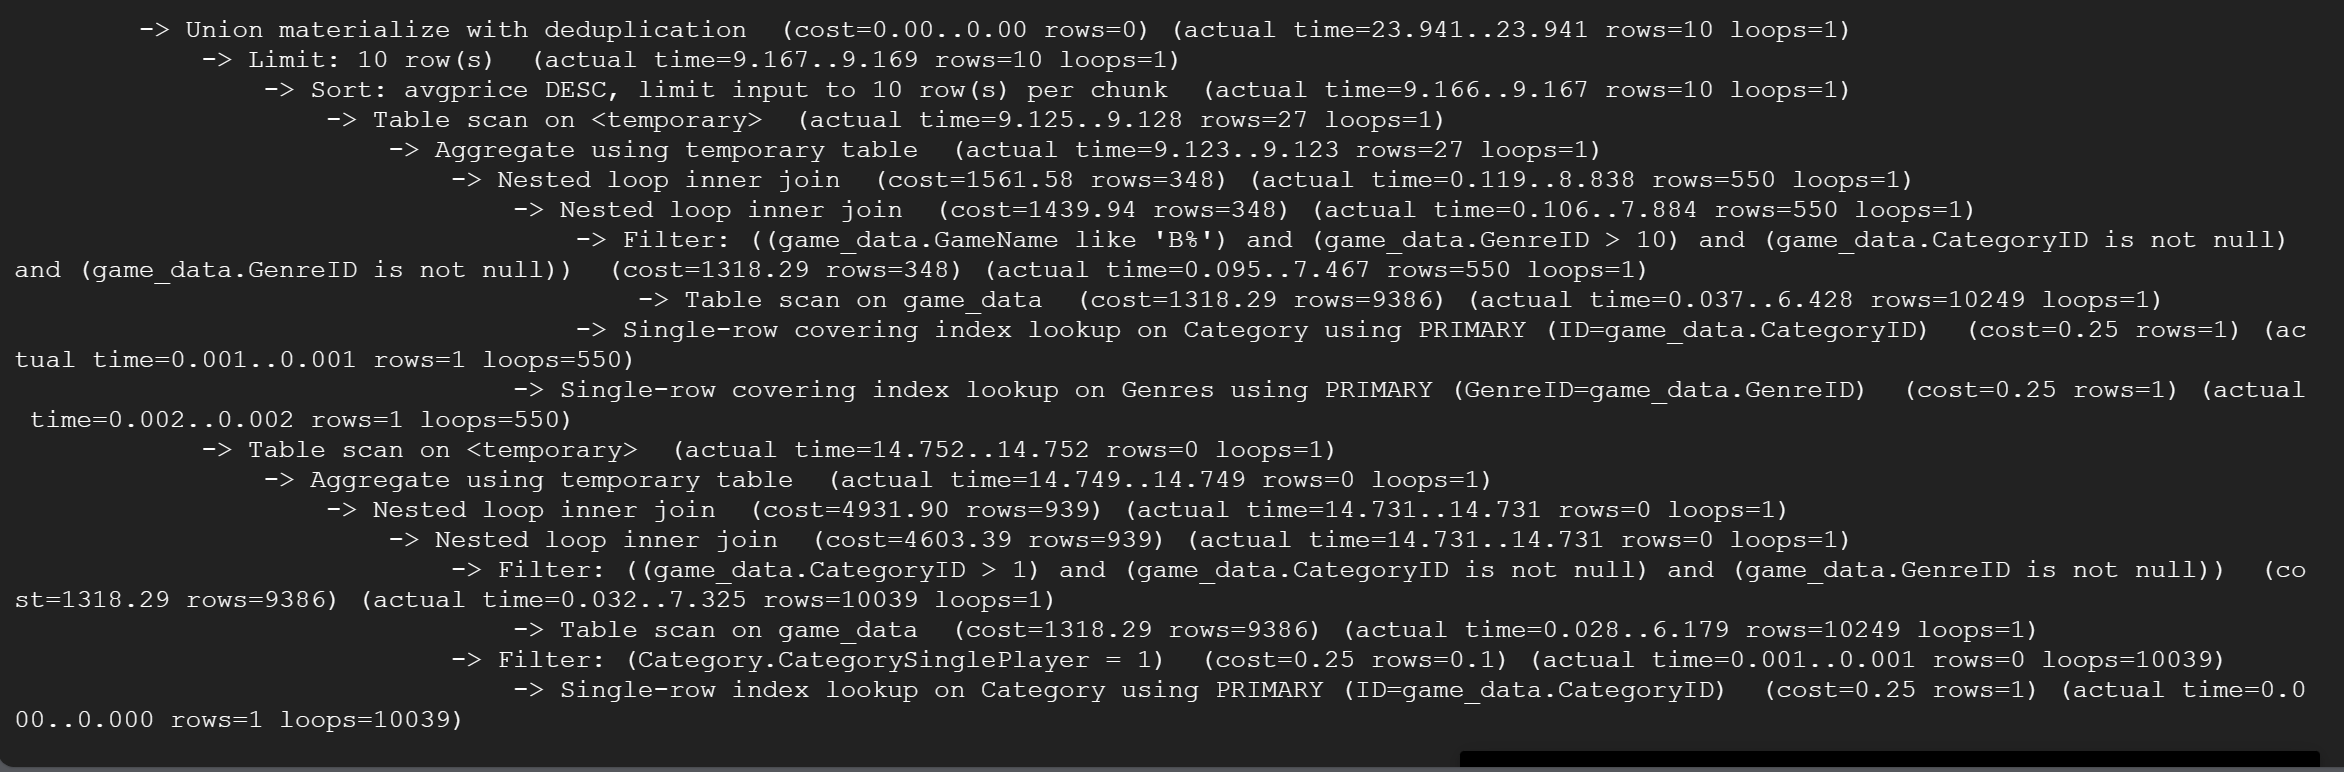 -> Union materialize with deduplication  (cost=0.00..0.00 rows=0) (actual time=23.941..23.941 rows=10 loops=1)
-> Limit: 10 row(s)  (actual time=9.167..9.169 rows=10 loops=1)
-> Sort: avgprice DESC, limit input to 10 row(s) per chunk  (actual time=9.166..9.167 rows=10 loops=1)
-> Table scan on <temporary>  (actual time=9.125..9.128 rows=27 loops=1)
-> Aggregate using temporary table  (actual time=9.123..9.123 rows=27 loops=1)
-> Nested loop inner join  (cost=1561.58 rows=348) (actual time=0.119..8.838 rows=550 loops=1)
-> Nested loop inner join  (cost=1439.94 rows=348) (actual time=0.106..7.884 rows=550 loops=1)
-> Filter: ((game_data.GameName like 'B%') and (game_data.GenreID > 10) and (game_data.CategoryID is not null)
and (game_data.GenreID is not null))  (cost=1318.29 rows=348) (actual time=0.095..7.467 rows=550 loops=1)
-> Table scan on game_data  (cost=1318.29 rows=9386) (actual time=0.037..6.428 rows=10249 loops=1)
-> Single-row covering index lookup on Category using PRIMARY (ID=game_data.CategoryID)  (cost=0.25 rows=1) (ac
tual time=0.001..0.001 rows=1 loops=550)
-> Single-row covering index lookup on Genres using PRIMARY (GenreID=game_data.GenreID)  (cost=0.25 rows=1) (actual
time=0.002..0.002 rows=1 loops=550)
-> Table scan on <temporary>  (actual time=14.752..14.752 rows=0 loops=1)
-> Aggregate using temporary table  (actual time=14.749..14.749 rows=0 loops=1)
-> Nested loop inner join  (cost=4931.90 rows=939) (actual time=14.731..14.731 rows=0 loops=1)
-> Nested loop inner join  (cost=4603.39 rows=939) (actual time=14.731..14.731 rows=0 loops=1)
-> Filter: ((game_data.CategoryID > 1) and (game_data.CategoryID is not null) and (game_data.GenreID is not null))  (co
st=1318.29 rows=9386) (actual time=0.032..7.325 rows=10039 loops=1)
-> Table scan on game_data  (cost=1318.29 rows=9386) (actual time=0.028..6.179 rows=10249 loops=1)
-> Filter: (Category.CategorySinglePlayer = 1)  (cost=0.25 rows=0.1) (actual time=0.001..0.001 rows=0 loops=10039)
-> Single-row index lookup on Category using PRIMARY (ID=game_data.CategoryID)  (cost=0.25 rows=1) (actual time=0.0
00..0.000 rows=1 loops=10039)